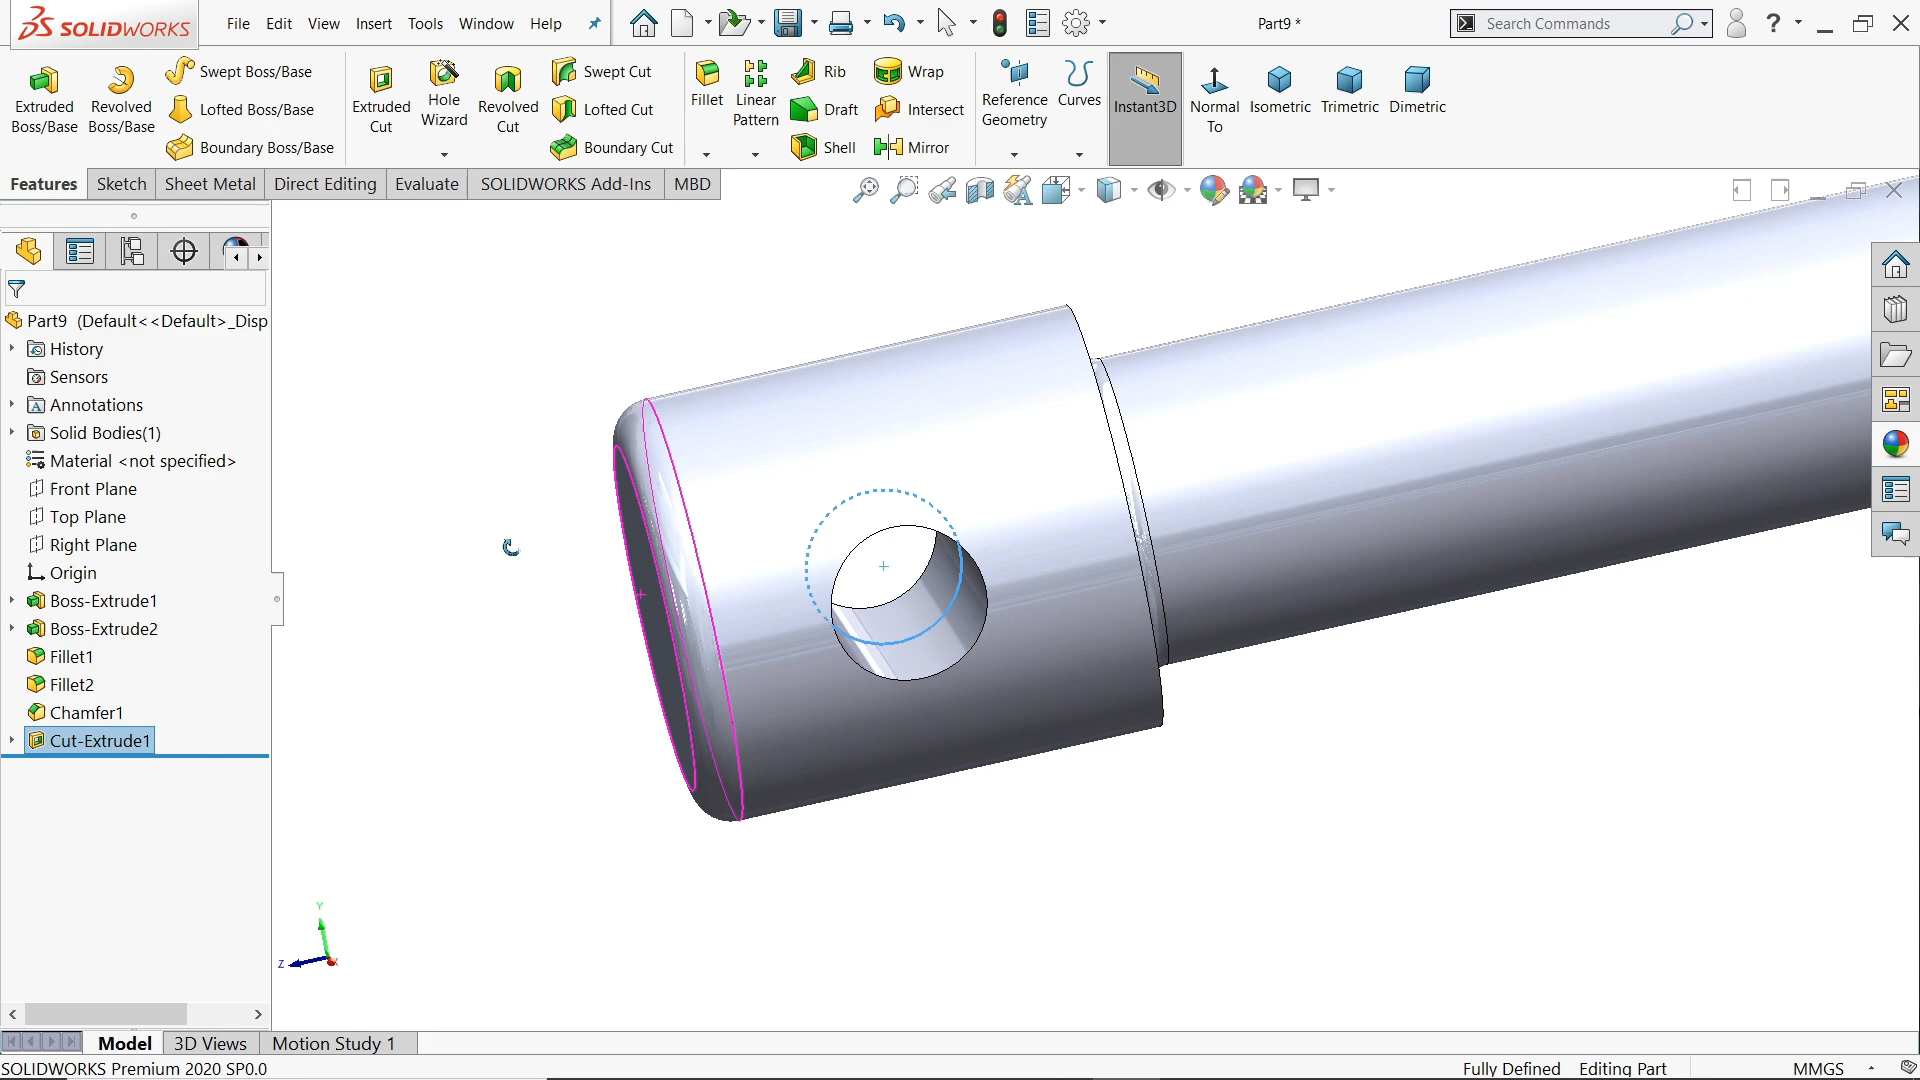 SOLIDWORKS
File Edit View Insert Tools Window Help
Part9 *
Search Commands
?
Extruded Boss/Base
Revolved Boss/Base
Swept Boss/Base
Lofted Boss/Base
Boundary Boss/Base
Extruded Cut
Hole Wizard
Revolved Cut
Swept Cut
Lofted Cut
Boundary Cut
Fillet
Linear Pattern
Rib
Draft
Shell
Wrap
Intersect
Mirror
Reference Geometry
Curves
Instant3D
Normal To
Isometric
Trimetric
Dimetric
Features Sketch Sheet Metal Direct Editing Evaluate SOLIDWORKS Add-Ins MBD
Part9 (Default<<Default>_Disp
History
Sensors
Annotations
Solid Bodies(1)
Material <not specified>
Front Plane
Top Plane
Right Plane
Origin
Boss-Extrude1
Boss-Extrude2
Fillet1
Fillet2
Chamfer1
Cut-Extrude1
Y
Z
X
Model 3D Views Motion Study 1
SOLIDWORKS Premium 2020 SP0.0
Fully Defined Editing Part MMGS